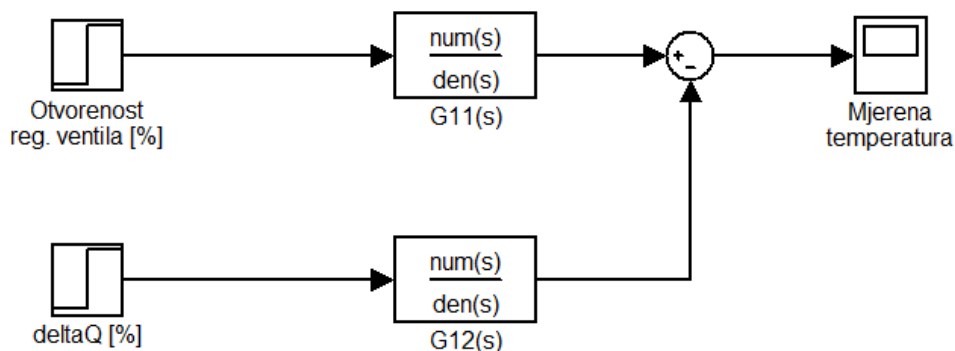 num(s)
den(s)
G11(s)
+
-
Otvorenost
reg. ventila [%]
Mjerena
temperatura
num(s)
den(s)
G12(s)
deltaQ [%]